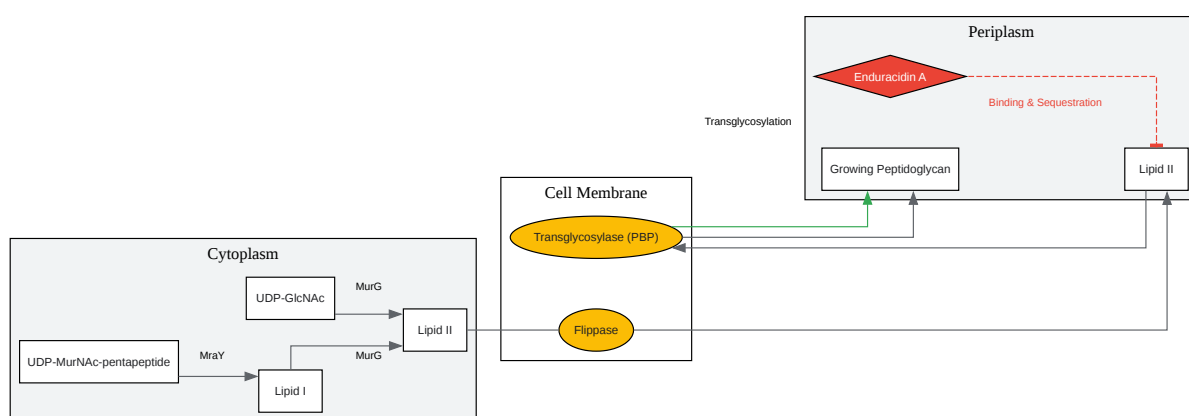 Periplasm
Enduracidin A
Binding & Sequestration
Transglycosylation
Growing Peptidoglycan
Lipid II
Cell Membrane
Transglycosylase (PBP)
Flippase
Cytoplasm
UDP-GlcNAc
MurG
Lipid II
UDP-MurNAc-pentapeptide
MraY
MurG
Lipid I